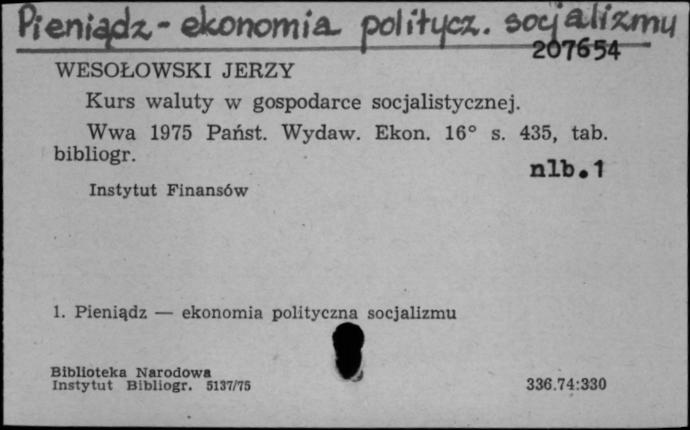 Pieniądz - ekonomia politycz. socjalizmu
207654
WESOŁOWSKI JERZY
Kurs waluty w gospodarce socjalistycznej.
Wwa 1975 Państ. Wydaw. Ekon. 16° s. 435, tab.
bibliogr.
nlb.1
Instytut Finansów
1. Pieniądz — ekonomia polityczna socjalizmu
Biblioteka Narodowa
Instytut Bibliogr. 5137/75
336.74:330